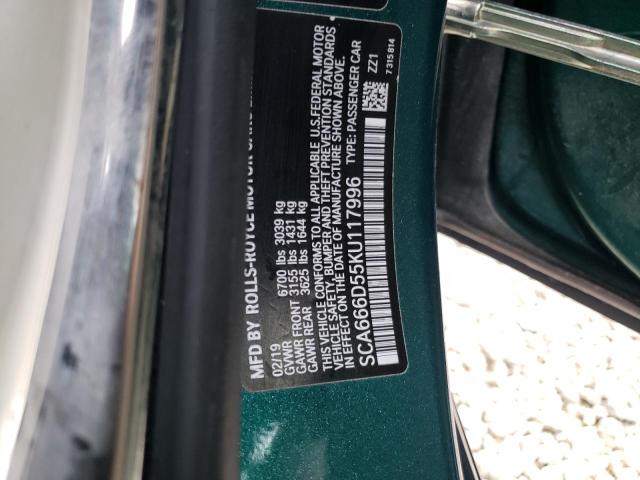 MFD BY ROLLS-ROYCE MOTOR CARS
02/19
GVWR 6700 lbs 3039 kg
GAWR FRONT 3155 lbs 1431 kg
GAWR REAR 3625 lbs 1644 kg
THIS VEHICLE CONFORMS TO ALL APPLICABLE U.S.FEDERAL MOTOR
VEHICLE SAFETY, BUMPER AND THEFT PREVENTION STANDARDS
IN EFFECT ON THE DATE OF MANUFACTURE SHOWN ABOVE.
SCA666D55KU117996 TYPE: PASSENGER CAR
ZZ1
7315814